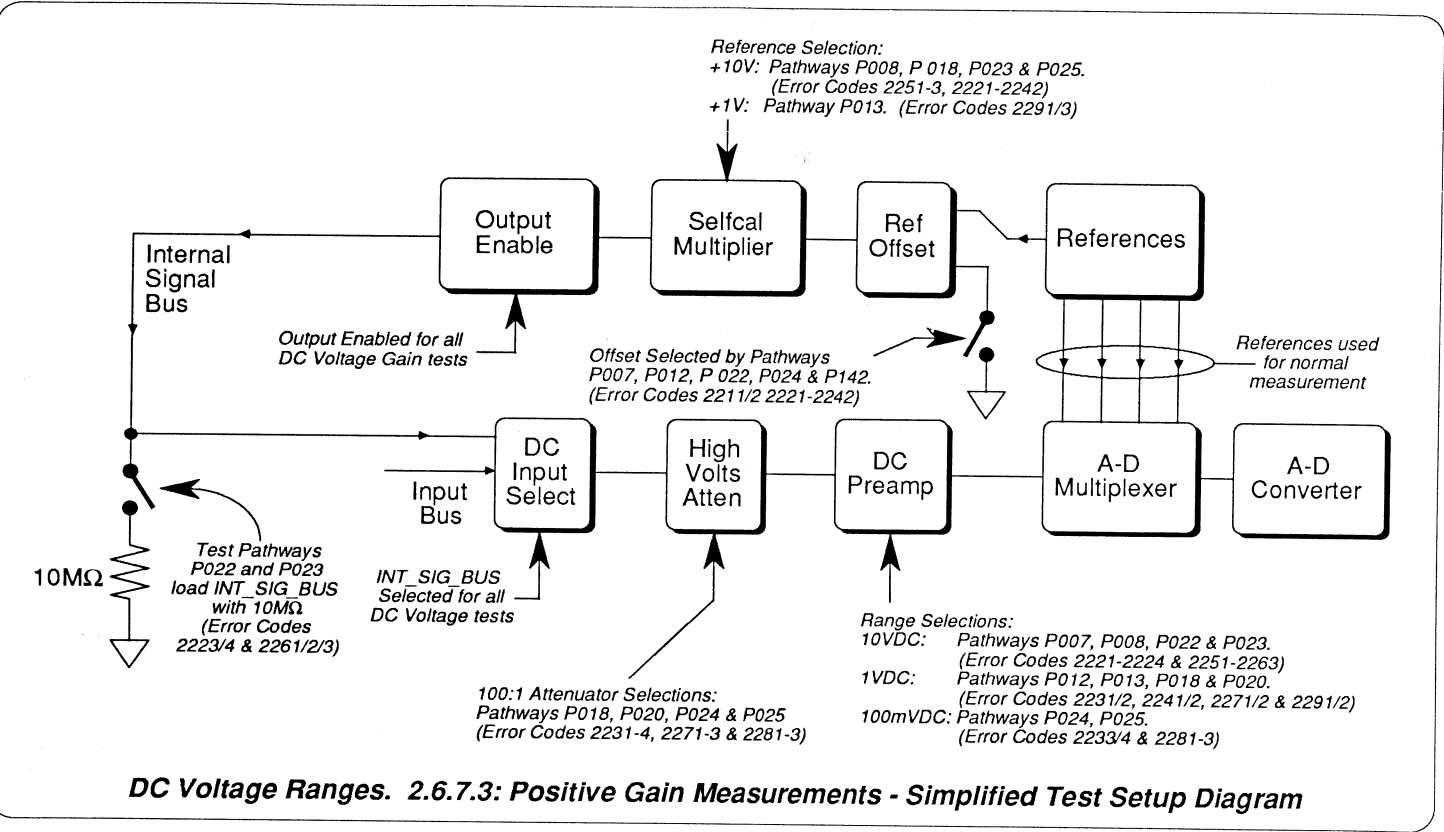 Reference Selection:
+10V: Pathways P008, P 018, P023 & P025.
(Error Codes 2251-3, 2221-2242)
+1V: Pathway P013. (Error Codes 2291/3)
Output
Enable
Selfcal
Multiplier
Ref
Offset
References
Internal
Signal
Bus
Output Enabled for all
DC Voltage Gain tests
Offset Selected by Pathways
P007, P012, P 022, P024 & P142.
(Error Codes 2211/2 2221-2242)
References used
for normal
measurement
DC
Input
Select
High
Volts
Atten
DC
Preamp
A-D
Multiplexer
A-D
Converter
Input
Bus
10MΩ
Test Pathways
P022 and P023
load INT_SIG_BUS
with 10MΩ
(Error Codes
2223/4 & 2261/2/3)
INT_SIG_BUS
Selected for all
DC Voltage tests
100:1 Attenuator Selections:
Pathways P018, P020, P024 & P025
(Error Codes 2231-4, 2271-3 & 2281-3)
Range Selections:
10VDC: Pathways P007, P008, P022 & P023.
(Error Codes 2221-2224 & 2251-2263)
1VDC: Pathways P012, P013, P018 & P020.
(Error Codes 2231/2, 2241/2, 2271/2 & 2291/2)
100mVDC: Pathways P024, P025.
(Error Codes 2233/4 & 2281-3)
DC Voltage Ranges. 2.6.7.3: Positive Gain Measurements - Simplified Test Setup Diagram